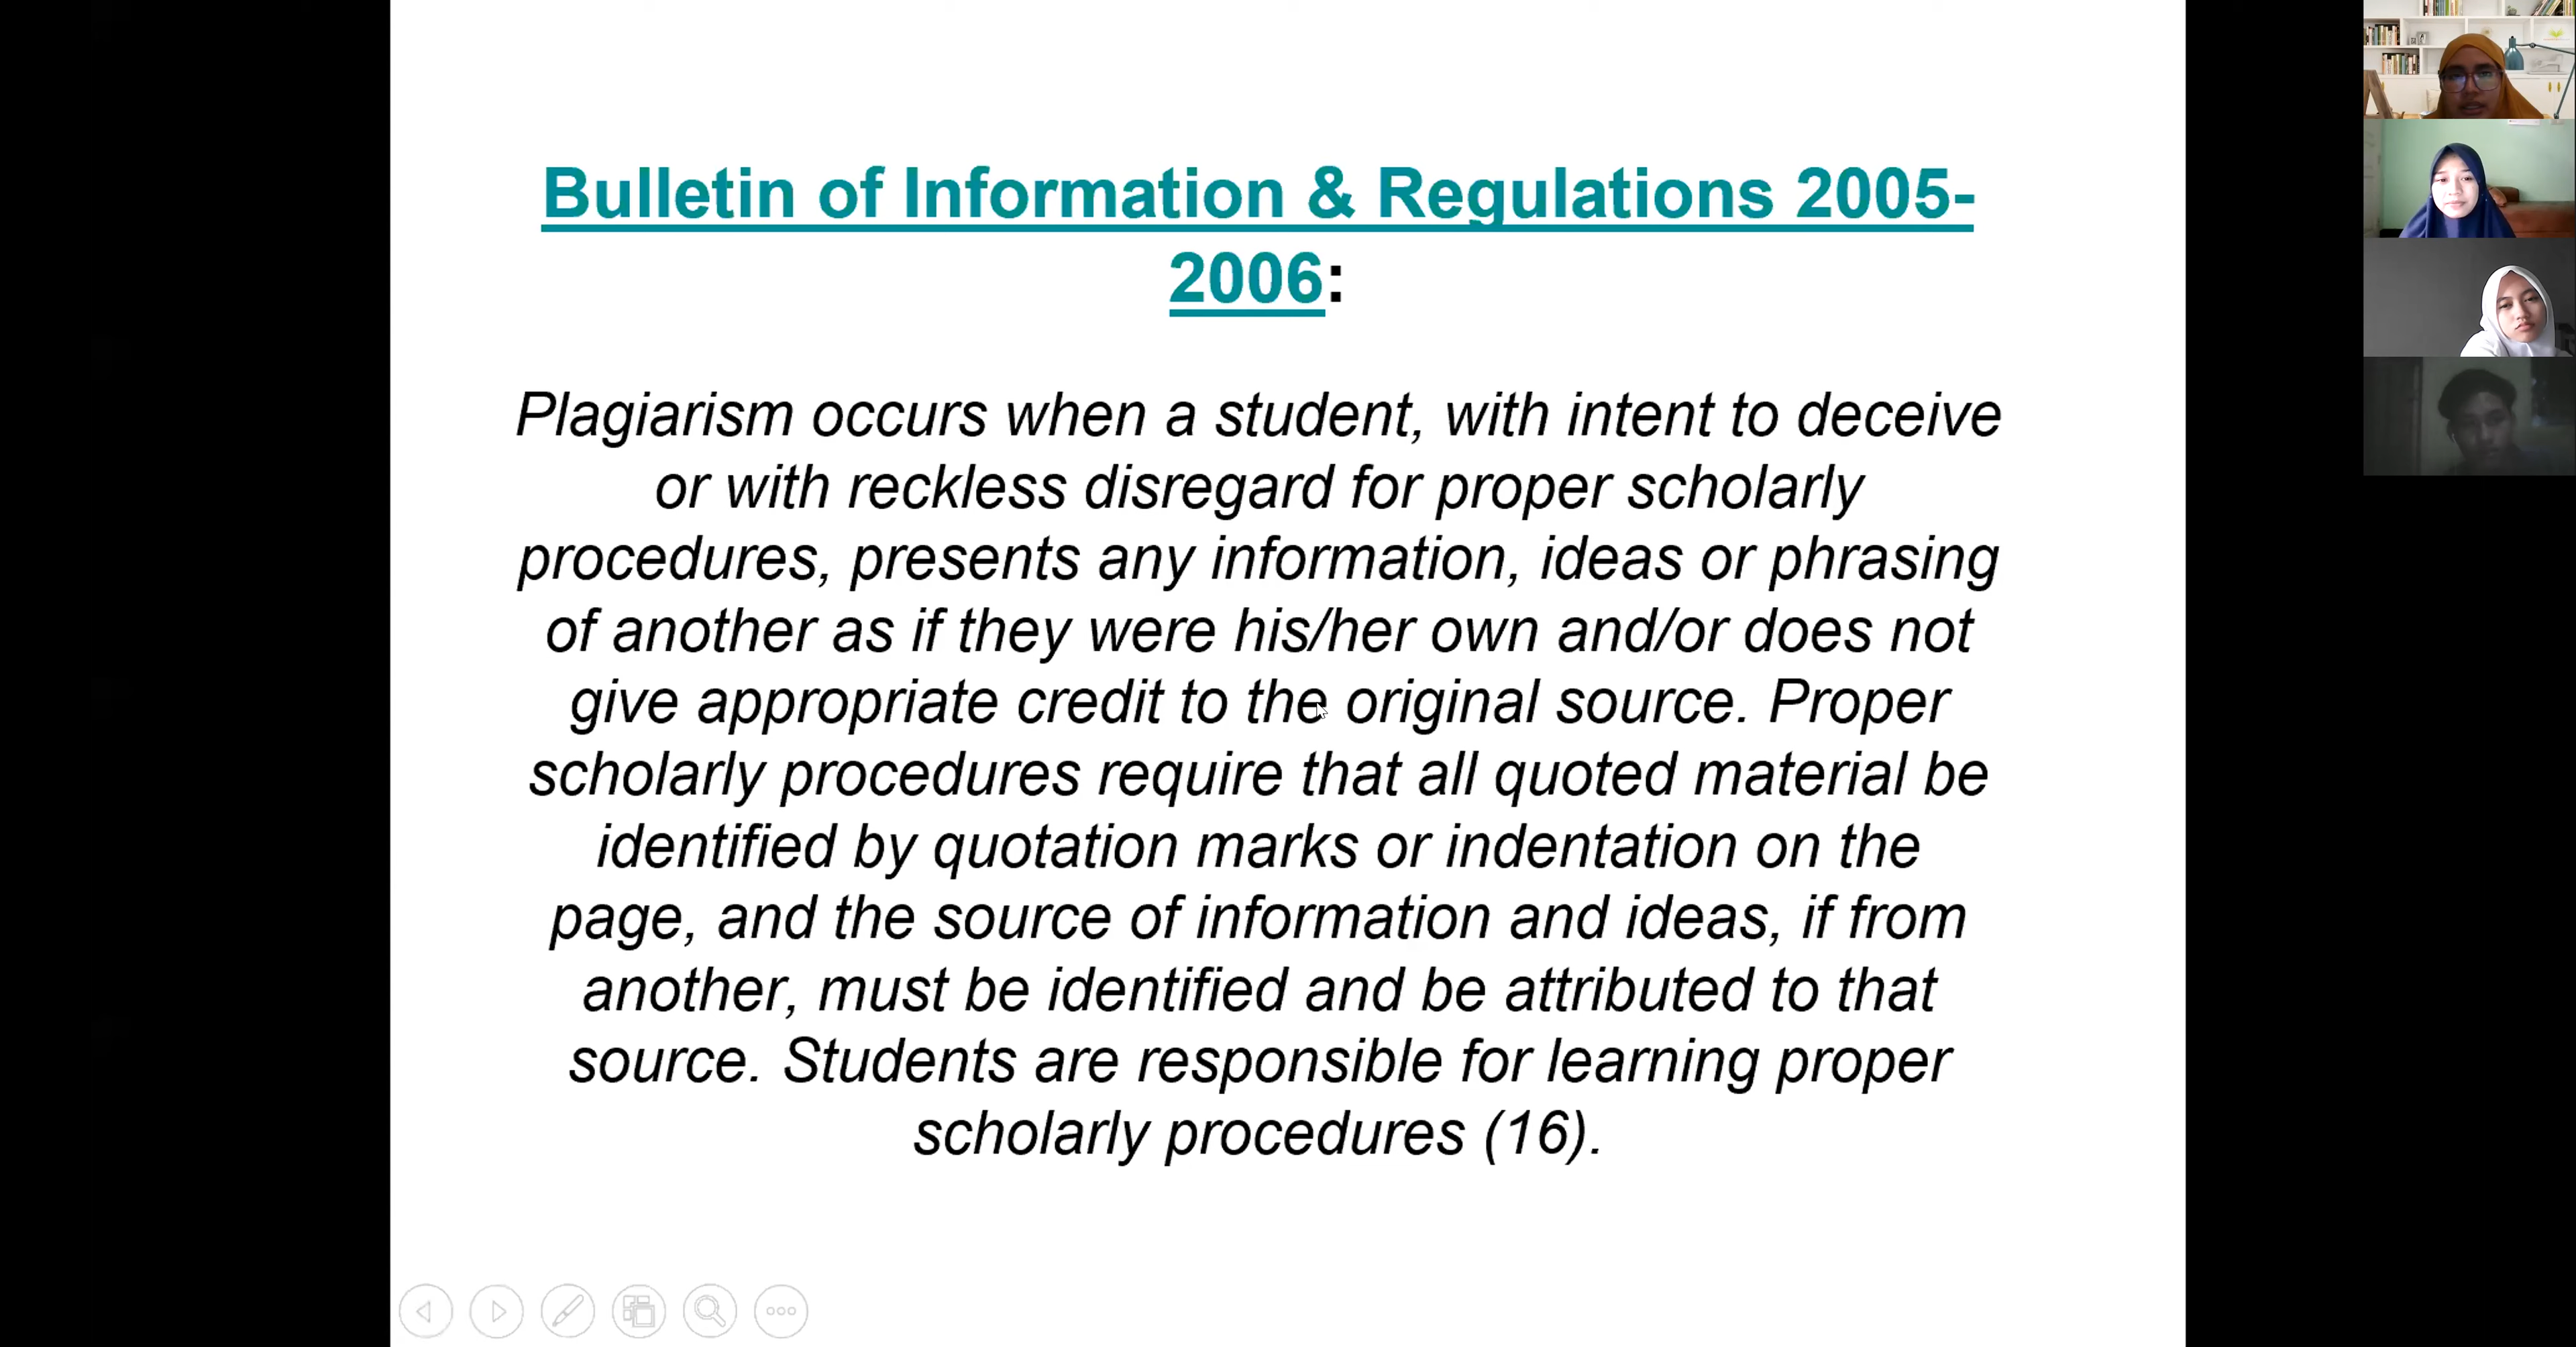 Bulletin of Information & Regulations 2005-
2006:
Plagiarism occurs when a student, with intent to deceive
or with reckless disregard for proper scholarly
procedures, presents any information, ideas or phrasing
of another as if they were his/her own and/or does not
give appropriate credit to the original source. Proper
scholarly procedures require that all quoted material be
identified by quotation marks or indentation on the
page, and the source of information and ideas, if from
another, must be identified and be attributed to that
source. Students are responsible for learning proper
scholarly procedures (16).